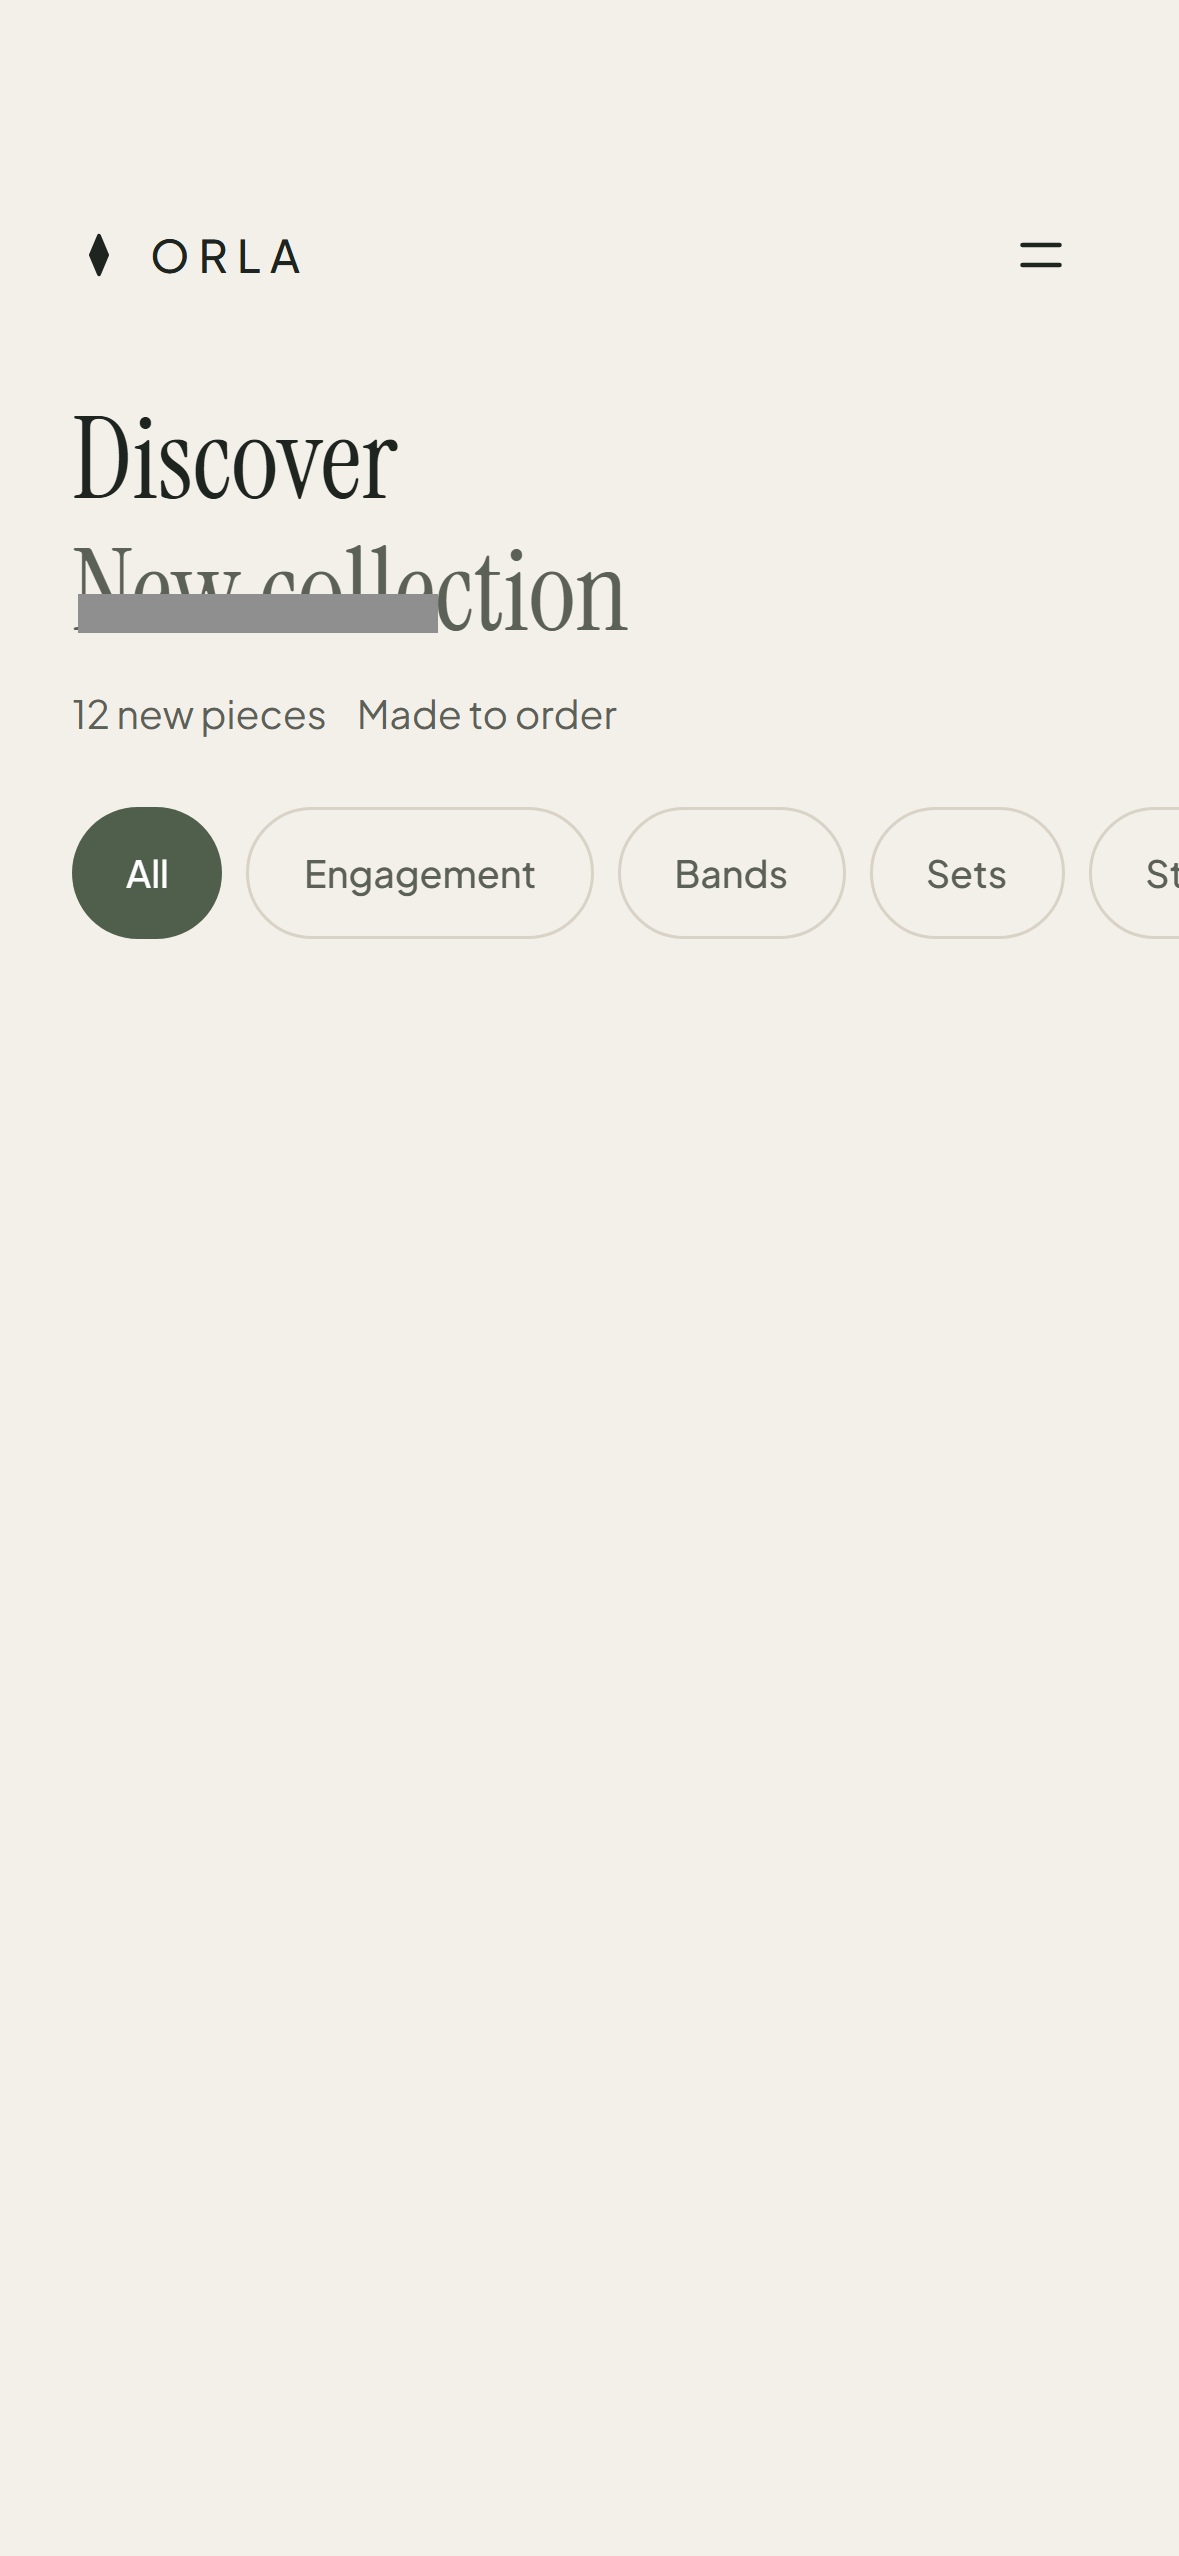 ORLA
Discover
New collection
12 new pieces Made to order
All Engagement Bands Sets St